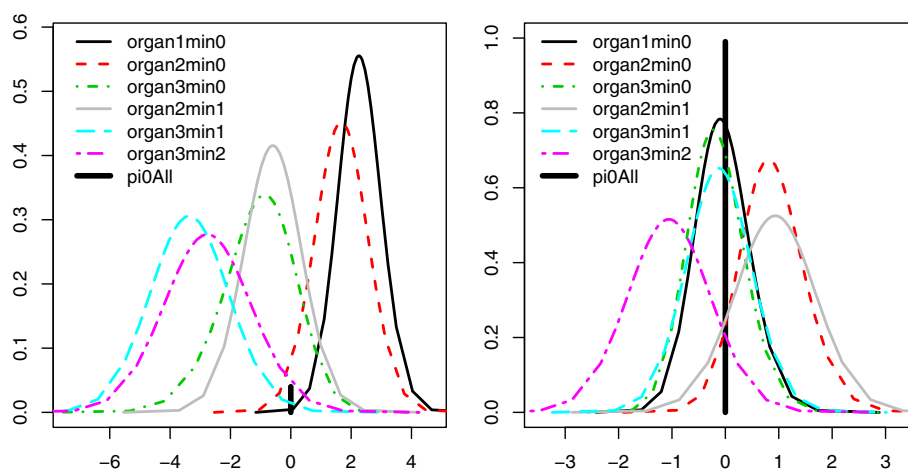 0.6
0.5
0.4
0.3
0.2
0.1
0.0
organ1min0
organ2min0
organ3min0
organ2min1
organ3min1
organ3min2
pi0All
−6 −4 −2 0 2 4
1.0
0.8
0.6
0.4
0.2
0.0
organ1min0
organ2min0
organ3min0
organ2min1
organ3min1
organ3min2
pi0All
−3 −2 −1 0 1 2 3